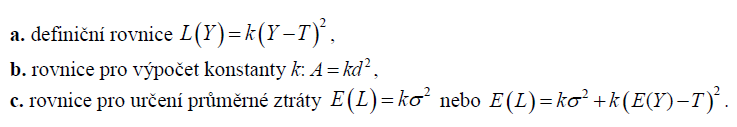 a. definiční rovnice L(Y)=k(Y−T)²,
b. rovnice pro výpočet konstanty k: A=kd²,
c. rovnice pro určení průměrné ztráty E(L)=kσ² nebo E(L)=kσ²+k(E(Y)−T)².